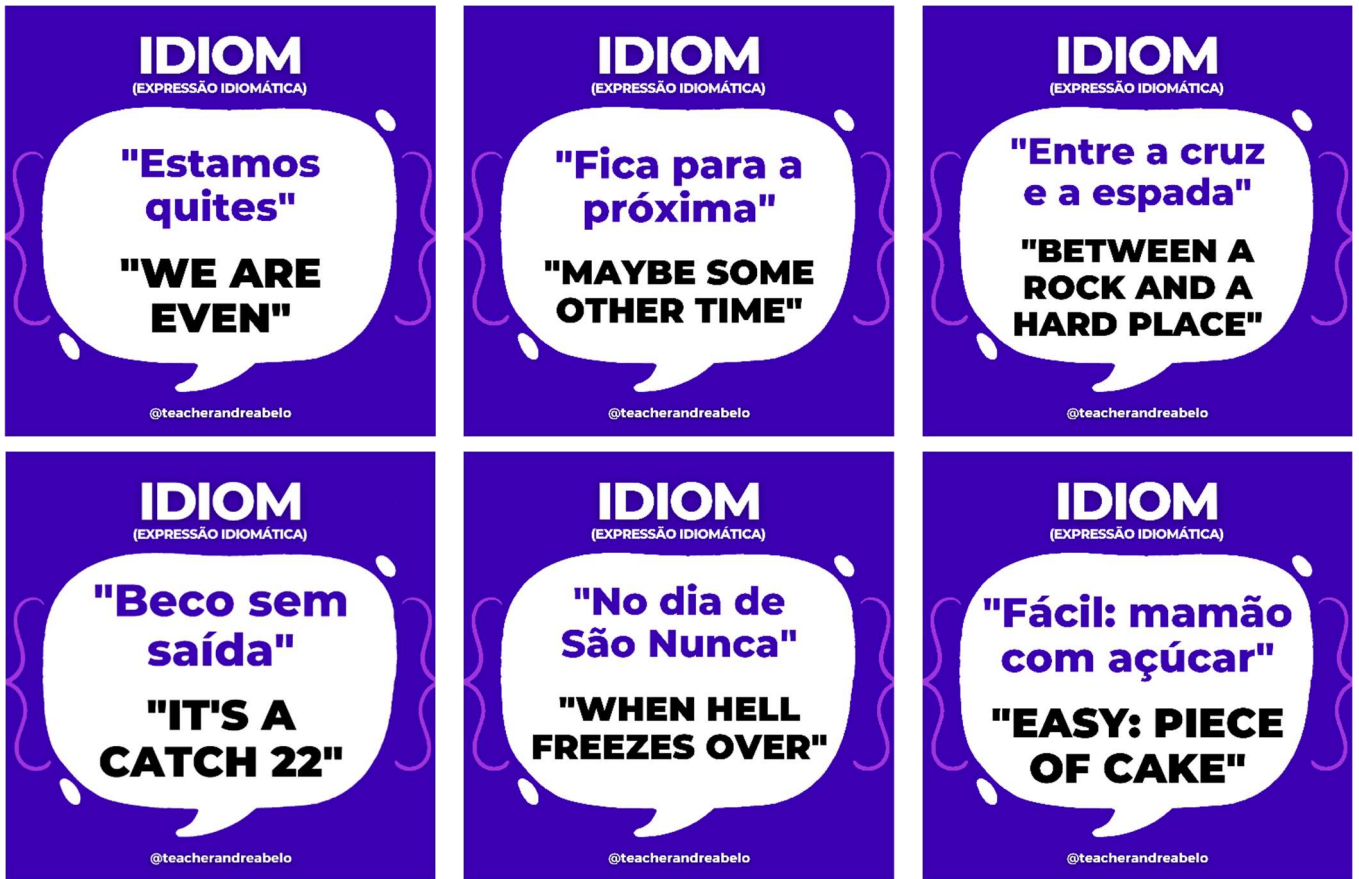 IDIOM
(EXPRESSÃO IDIOMÁTICA)
"Estamos
quites"
"WE ARE
EVEN"
@teacherandreabelo
IDIOM
(EXPRESSÃO IDIOMÁTICA)
"Fica para a
próxima"
"MAYBE SOME
OTHER TIME"
@teacherandreabelo
IDIOM
(EXPRESSÃO IDIOMÁTICA)
"Entre a cruz
e a espada"
"BETWEEN A
ROCK AND A
HARD PLACE"
@teacherandreabelo
IDIOM
(EXPRESSÃO IDIOMÁTICA)
"Beco sem
saída"
"IT'S A
CATCH 22"
@teacherandreabelo
IDIOM
(EXPRESSÃO IDIOMÁTICA)
"No dia de
São Nunca"
"WHEN HELL
FREEZES OVER"
@teacherandreabelo
IDIOM
(EXPRESSÃO IDIOMÁTICA)
"Fácil: mamão
com açúcar"
"EASY: PIECE
OF CAKE"
@teacherandreabelo